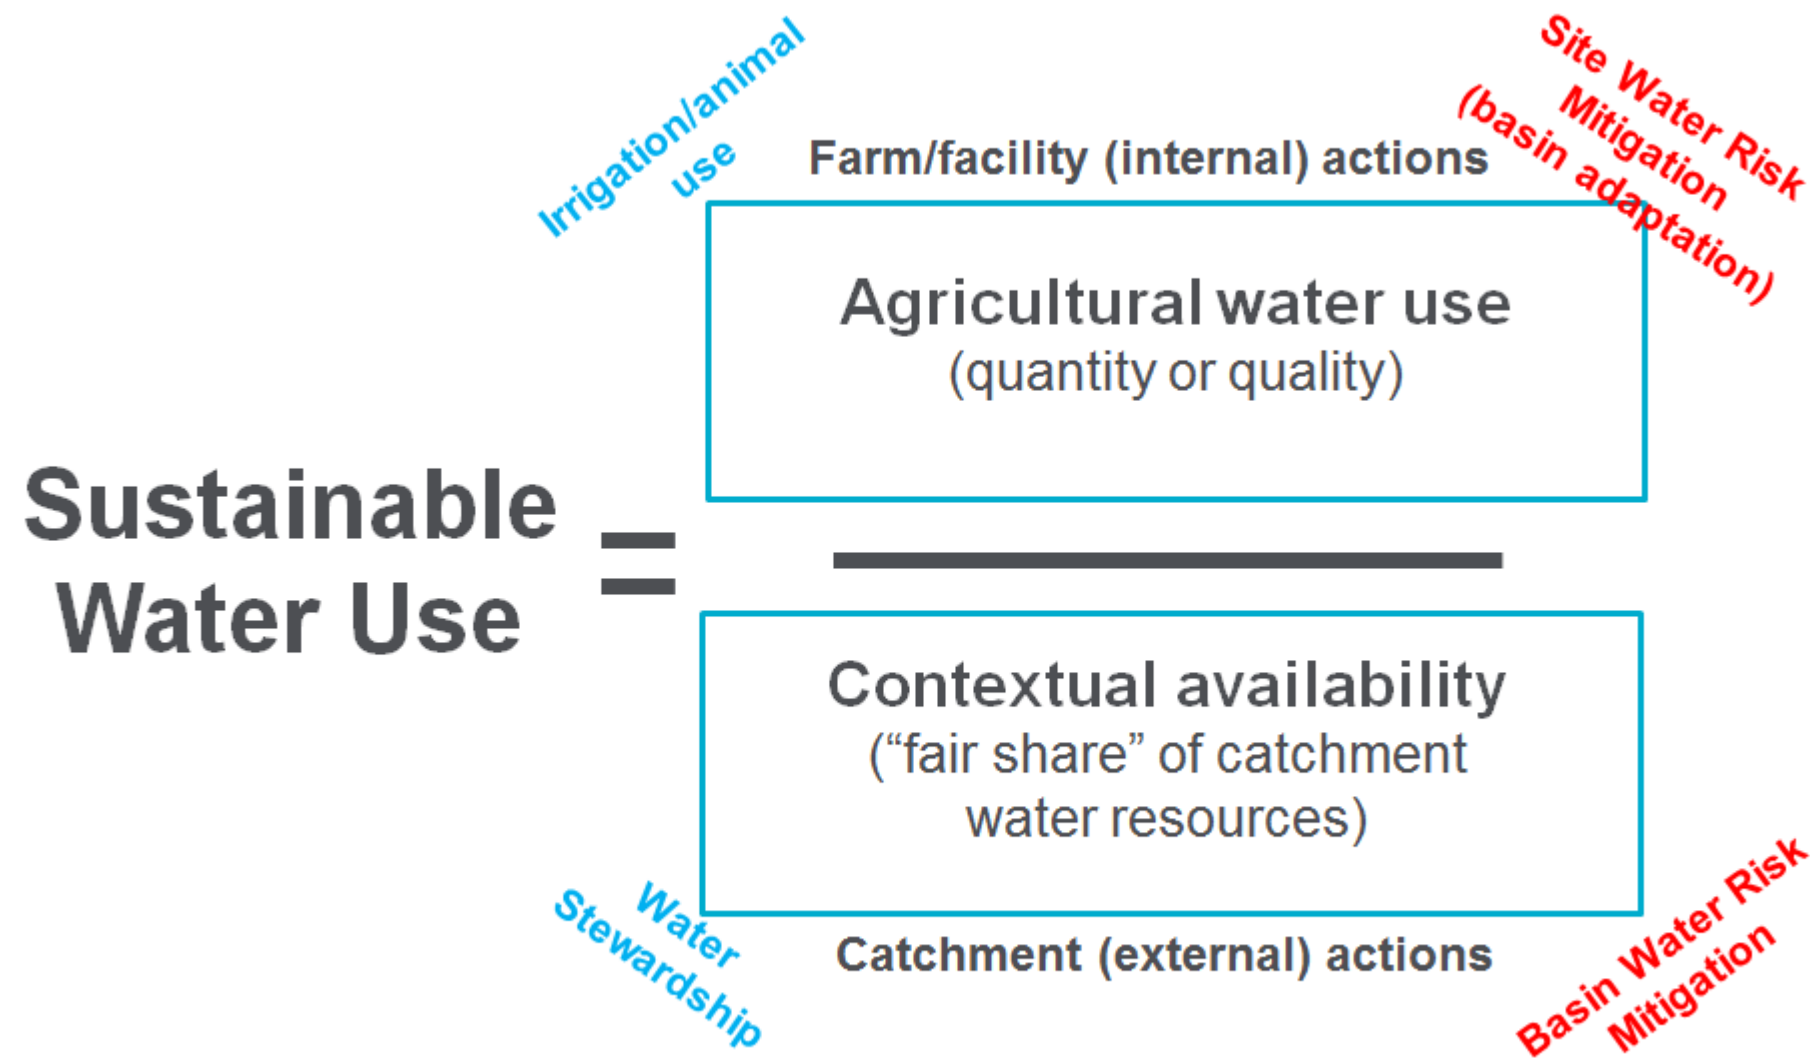 Irrigation/animal
use
Site Water Risk
Mitigation
(basin adaptation)
Farm/facility (internal) actions
Agricultural water use
(quantity or quality)
Sustainable
Water Use
=
Contextual availability
(“fair share” of catchment
water resources)
Water
Stewardship
Catchment (external) actions
Basin Water Risk
Mitigation